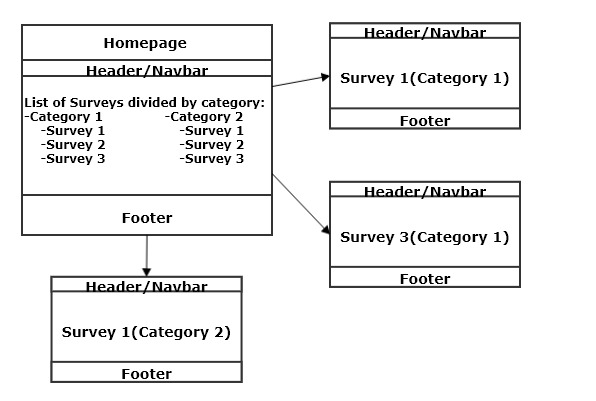 Homepage
Header/Navbar
List of Surveys divided by category:
-Category 1 -Category 2
-Survey 1 -Survey 1
-Survey 2 -Survey 2
-Survey 3 -Survey 3
Footer
Header/Navbar
Survey 1(Category 1)
Footer
Header/Navbar
Survey 3(Category 1)
Footer
Header/Navbar
Survey 1(Category 2)
Footer